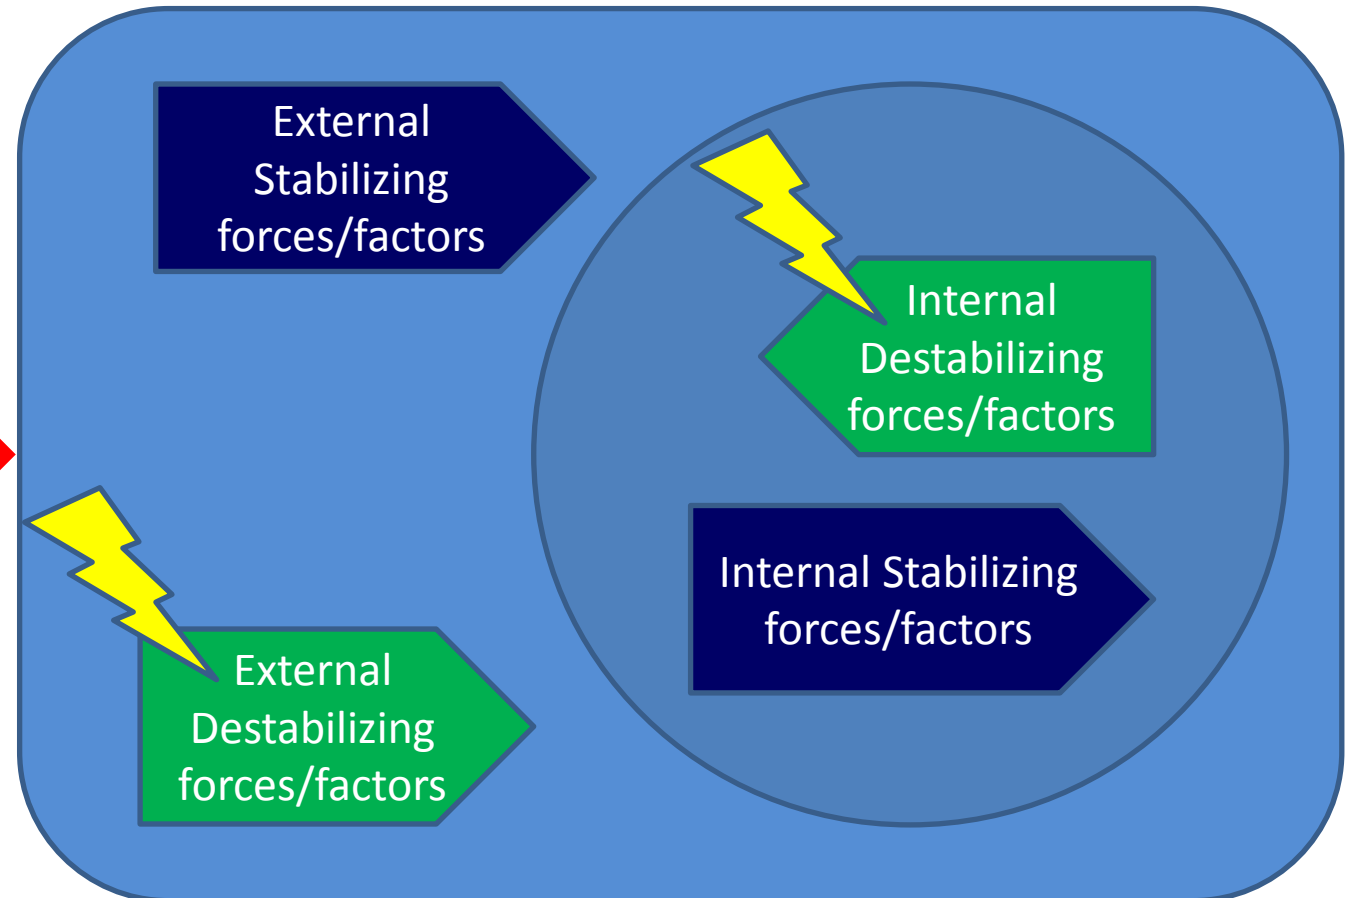 External
Stabilizing
forces/factors
Internal
Destabilizing
forces/factors
Internal Stabilizing
forces/factors
External
Destabilizing
forces/factors